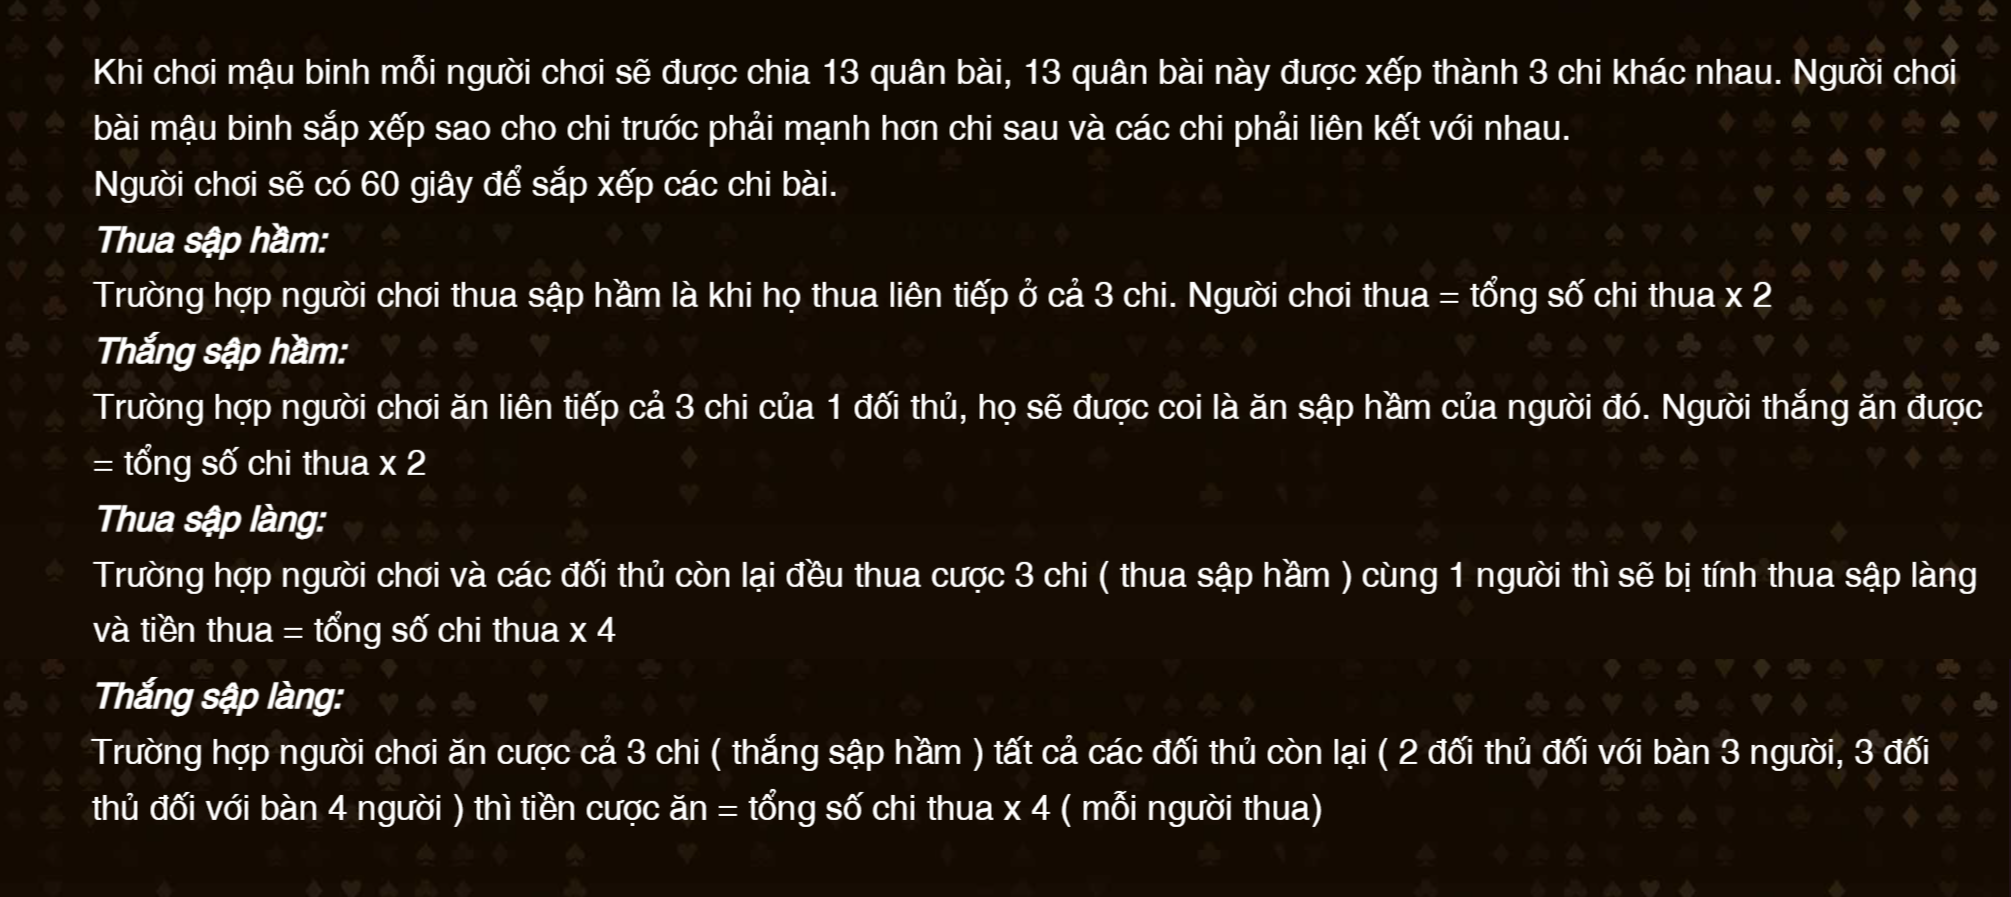 Khi chơi mậu binh mỗi người chơi sẽ được chia 13 quân bài, 13 quân bài này được xếp thành 3 chi khác nhau. Người chơi
bài mậu binh sắp xếp sao cho chi trước phải mạnh hơn chi sau và các chi phải liên kết với nhau.
Người chơi sẽ có 60 giây để sắp xếp các chi bài.
Thua sập hầm:
Trường hợp người chơi thua sập hầm là khi họ thua liên tiếp ở cả 3 chi. Người chơi thua = tổng số chi thua x 2
Thắng sập hầm:
Trường hợp người chơi ăn liên tiếp cả 3 chi của 1 đối thủ, họ sẽ được coi là ăn sập hầm của người đó. Người thắng ăn được
= tổng số chi thua x 2
Thua sập làng:
Trường hợp người chơi và các đối thủ còn lại đều thua cược 3 chi ( thua sập hầm ) cùng 1 người thì sẽ bị tính thua sập làng
và tiền thua = tổng số chi thua x 4
Thắng sập làng:
Trường hợp người chơi ăn cược cả 3 chi ( thắng sập hầm ) tất cả các đối thủ còn lại ( 2 đối thủ đối với bàn 3 người, 3 đối
thủ đối với bàn 4 người ) thì tiền cược ăn = tổng số chi thua x 4 ( mỗi người thua)